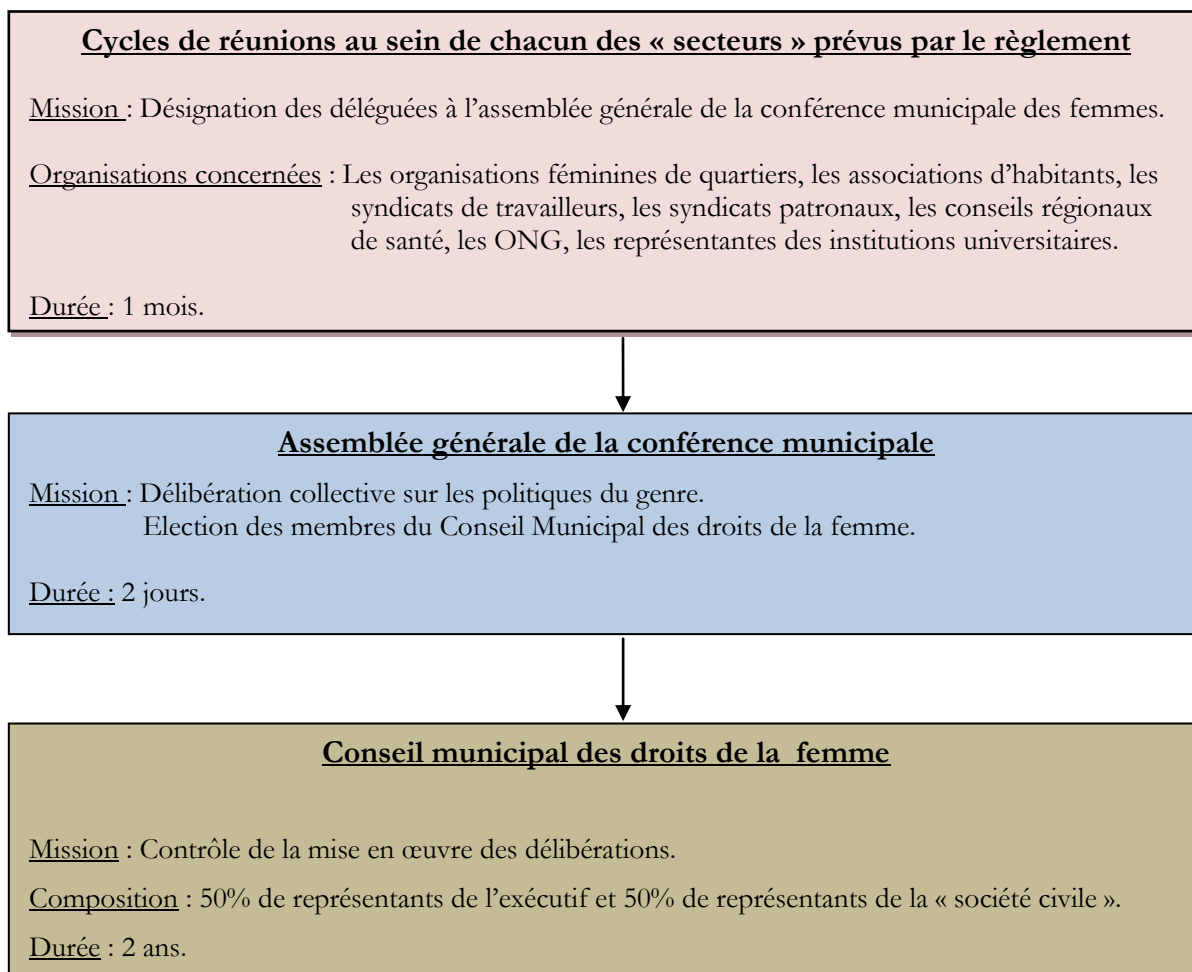 Cycles de réunions au sein de chacun des « secteurs » prévus par le règlement
Mission : Désignation des déléguées à l’assemblée générale de la conférence municipale des femmes.
Organisations concernées : Les organisations féminines de quartiers, les associations d’habitants, les
syndicats de travailleurs, les syndicats patronaux, les conseils régionaux
de santé, les ONG, les représentantes des institutions universitaires.
Durée : 1 mois.
Assemblée générale de la conférence municipale
Mission : Délibération collective sur les politiques du genre.
Election des membres du Conseil Municipal des droits de la femme.
Durée : 2 jours.
Conseil municipal des droits de la femme
Mission : Contrôle de la mise en œuvre des délibérations.
Composition : 50% de représentants de l’exécutif et 50% de représentants de la « société civile ».
Durée : 2 ans.